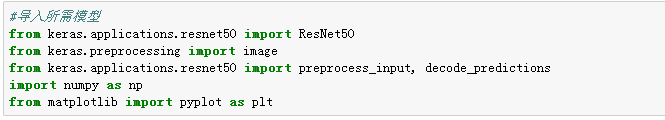 #导入所需模型
from keras.applications.resnet50 import ResNet50
from keras.preprocessing import image
from keras.applications.resnet50 import preprocess_input, decode_predictions
import numpy as np
from matplotlib import pyplot as plt